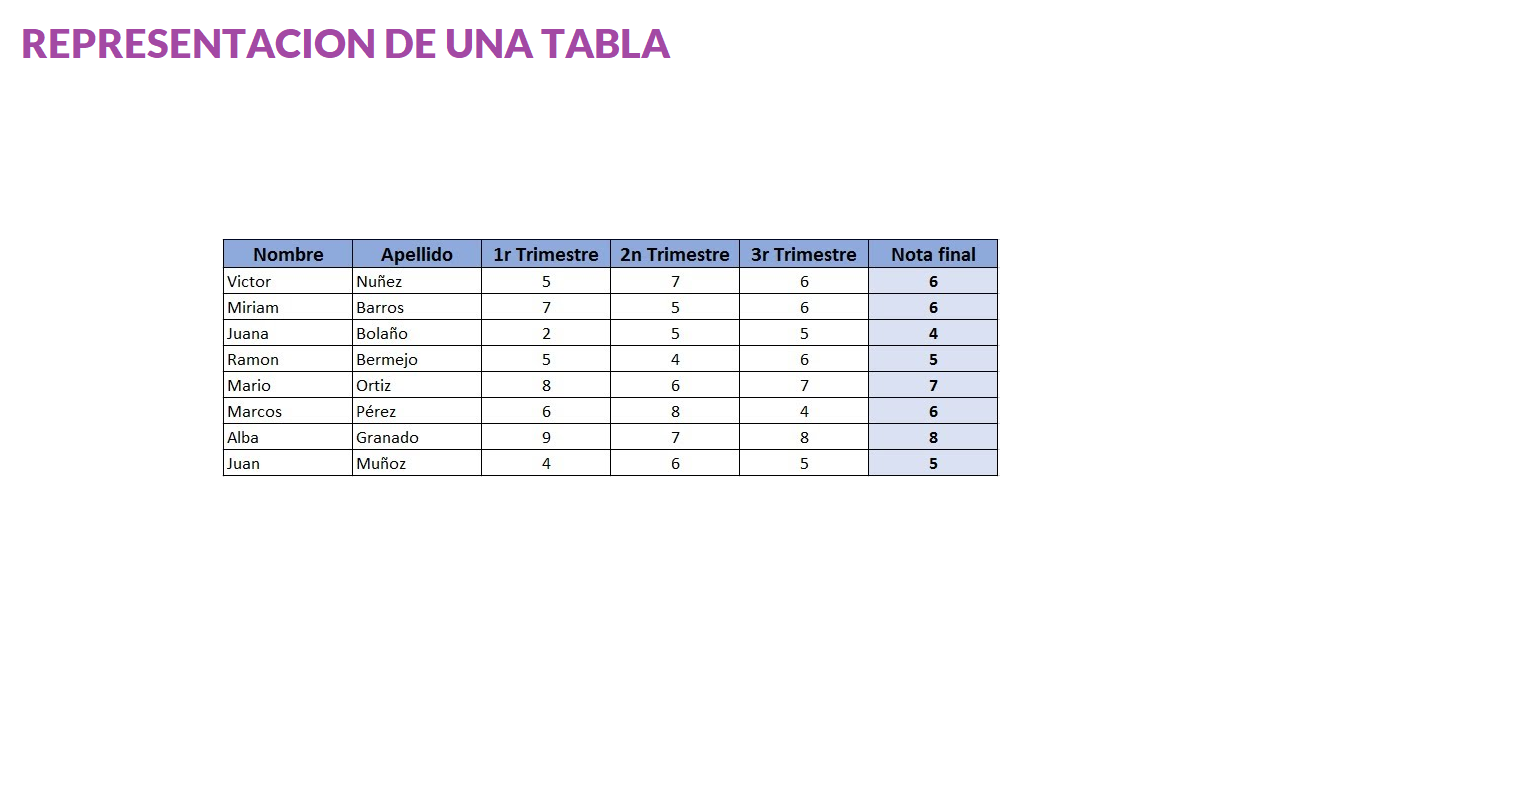 REPRESENTACION DE UNA TABLA
Nombre Apellido 1r Trimestre 2n Trimestre 3r Trimestre Nota final
Victor Nuñez 5 7 6 6
Miriam Barros 7 5 6 6
Juana Bolaño 2 5 5 4
Ramon Bermejo 5 4 6 5
Mario Ortiz 8 6 7 7
Marcos Pérez 6 8 4 6
Alba Granado 9 7 8 8
Juan Muñoz 4 6 5 5